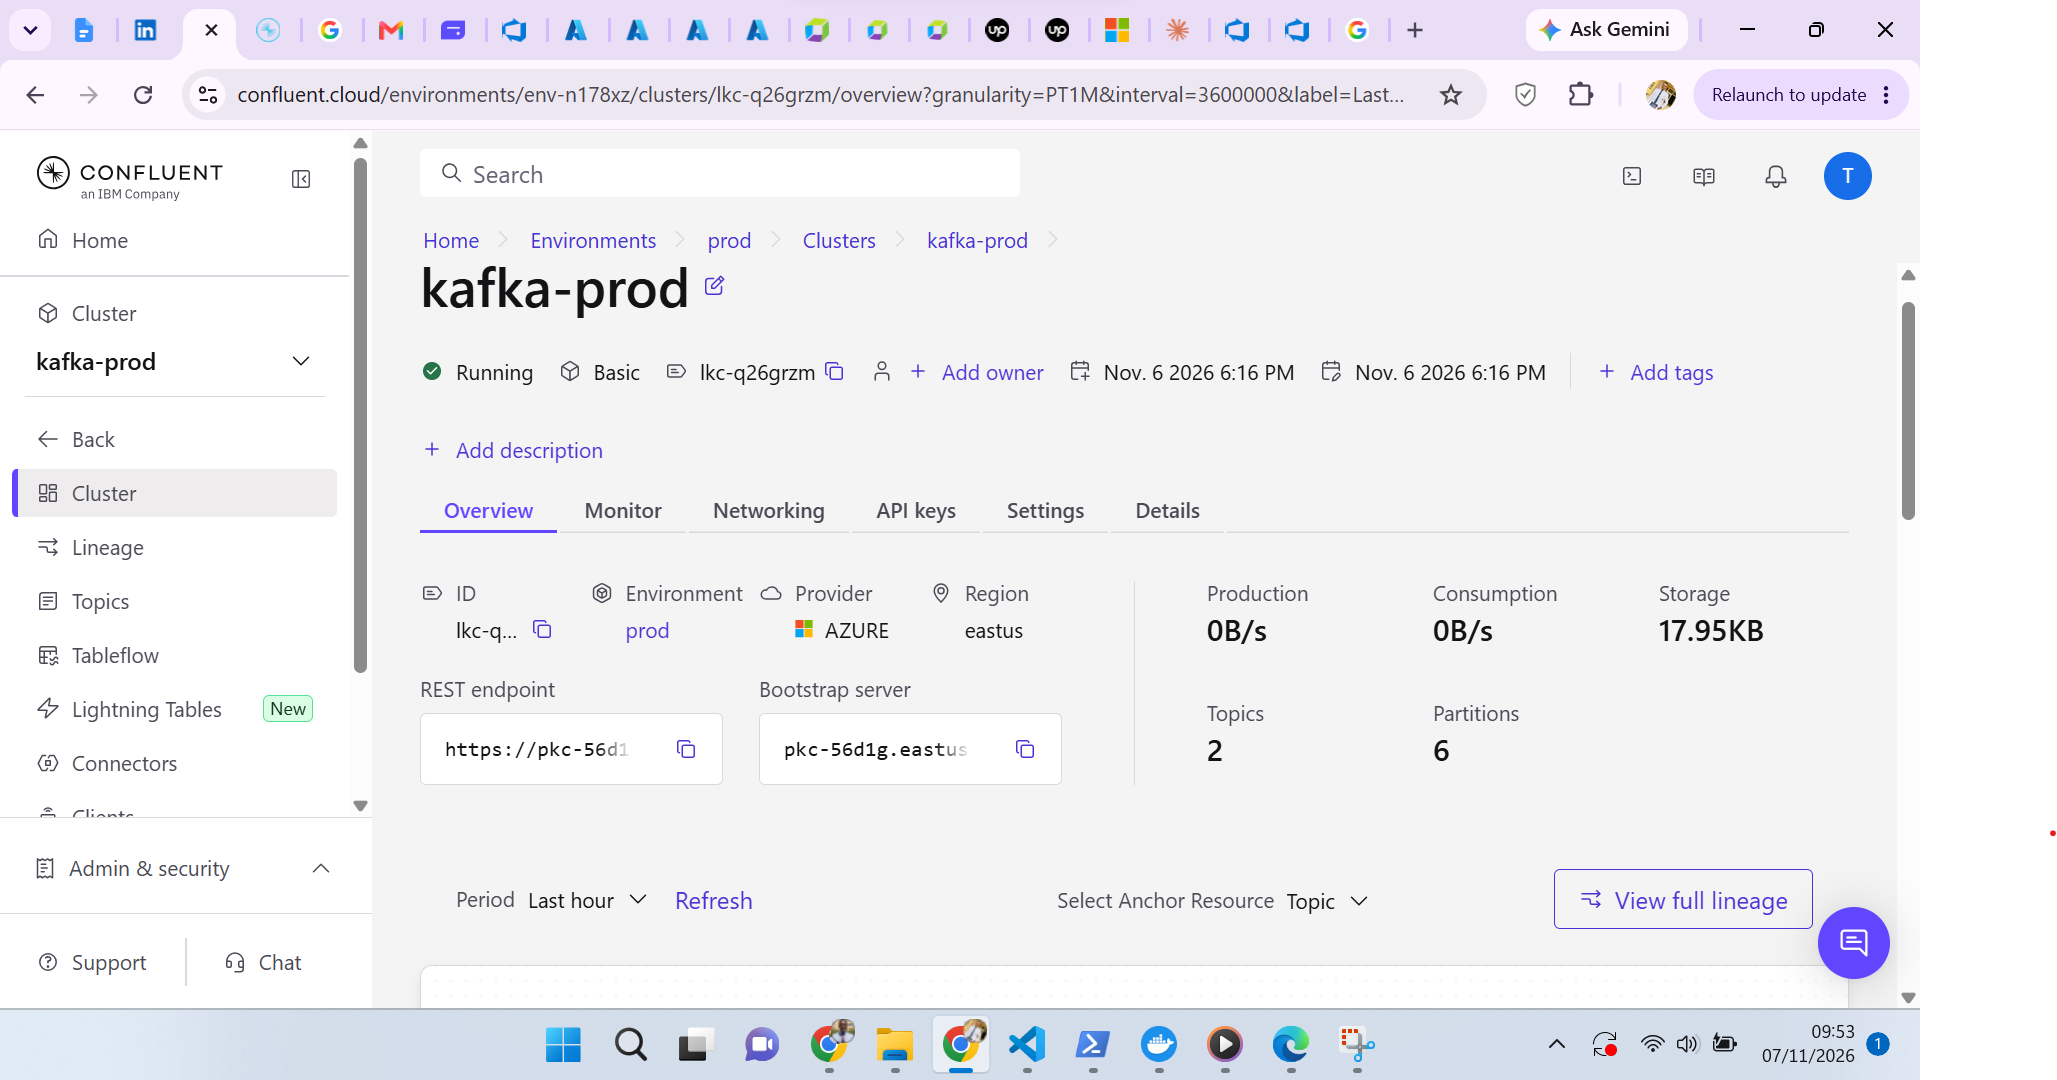 Ask Gemini
confluent.cloud/environments/env-n178xz/clusters/lkc-q26grzm/overview?granularity=PT1M&interval=3600000&label=Last...
Relaunch to update
CONFLUENT
an IBM Company
Home
Cluster
kafka-prod
Back
Cluster
Lineage
Topics
Tableflow
Lightning Tables New
Connectors
Clients
Admin & security
Support Chat
Search
T
Home Environments prod Clusters kafka-prod
kafka-prod
Running Basic lkc-q26grzm + Add owner Nov. 6 2026 6:16 PM Nov. 6 2026 6:16 PM + Add tags
+ Add description
Overview Monitor Networking API keys Settings Details
ID Environment Provider Region
lkc-q... prod AZURE eastus
REST endpoint Bootstrap server
https://pkc-56d1 pkc-56d1g.eastus
Production Consumption Storage
0B/s 0B/s 17.95KB
Topics Partitions
2 6
Period Last hour Refresh Select Anchor Resource Topic View full lineage
09:53
07/11/2026
1